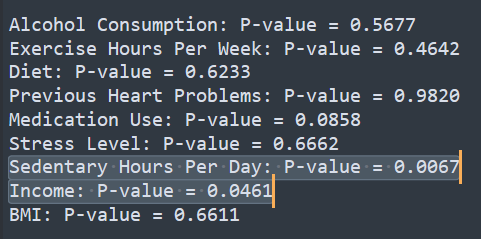 Alcohol Consumption: P-value = 0.5677
Exercise Hours Per Week: P-value = 0.4642
Diet: P-value = 0.6233
Previous Heart Problems: P-value = 0.9820
Medication Use: P-value = 0.0858
Stress Level: P-value = 0.6662
Sedentary Hours Per Day: P-value = 0.0067
Income: P-value = 0.0461
BMI: P-value = 0.6611